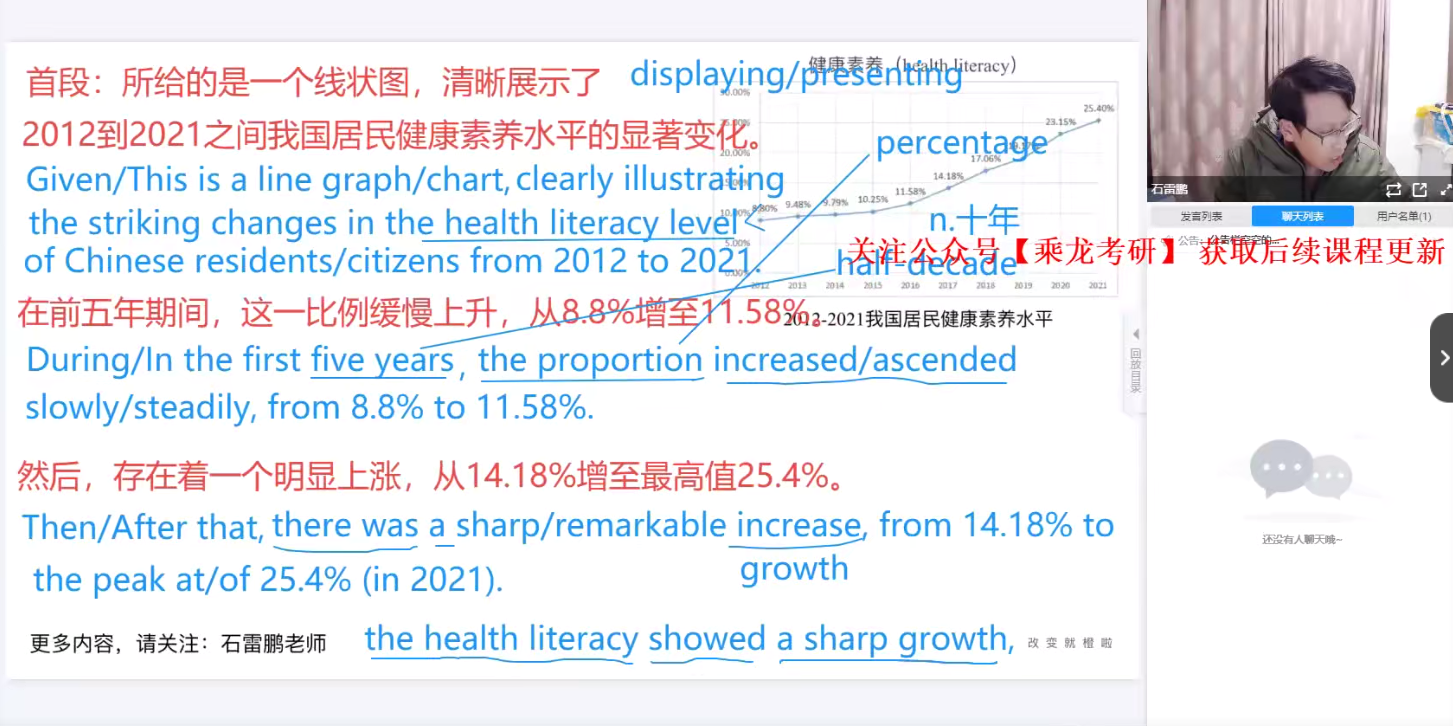 首段：所给的是一个线状图，清晰展示了
displaying/presenting
健康素养（health literacy）
2012到2021之间我国居民健康素养水平的显著变化。
percentage
Given/This is a line graph/chart, clearly illustrating
the striking changes in the health literacy level
n.十年
of Chinese residents/citizens from 2012 to 2021.
half-decade
30.00%
25.00%
20.00%
15.00%
10.00%
5.00%
0.00%
8.80%
9.48%
9.79%
10.25%
11.58%
14.18%
17.06%
23.15%
25.40%
2012
2013
2014
2015
2016
2017
2018
2019
2020
2021
2012-2021我国居民健康素养水平
在前五年期间，这一比例缓慢上升，从8.8%增至11.58%。
During/In the first five years, the proportion increased/ascended
slowly/steadily, from 8.8% to 11.58%.
然后，存在着一个明显上涨，从14.18%增至最高值25.4%。
Then/After that, there was a sharp/remarkable increase, from 14.18% to
growth
the peak at/of 25.4% (in 2021).
更多内容，请关注：石雷鹏老师
the health literacy showed a sharp growth,
改变就橙啦
石雷鹏
发言列表
聊天列表
用户名单(1)
公告：
关注公众号【乘龙考研】获取后续课程更新
回放目录
还没有人聊天哦~